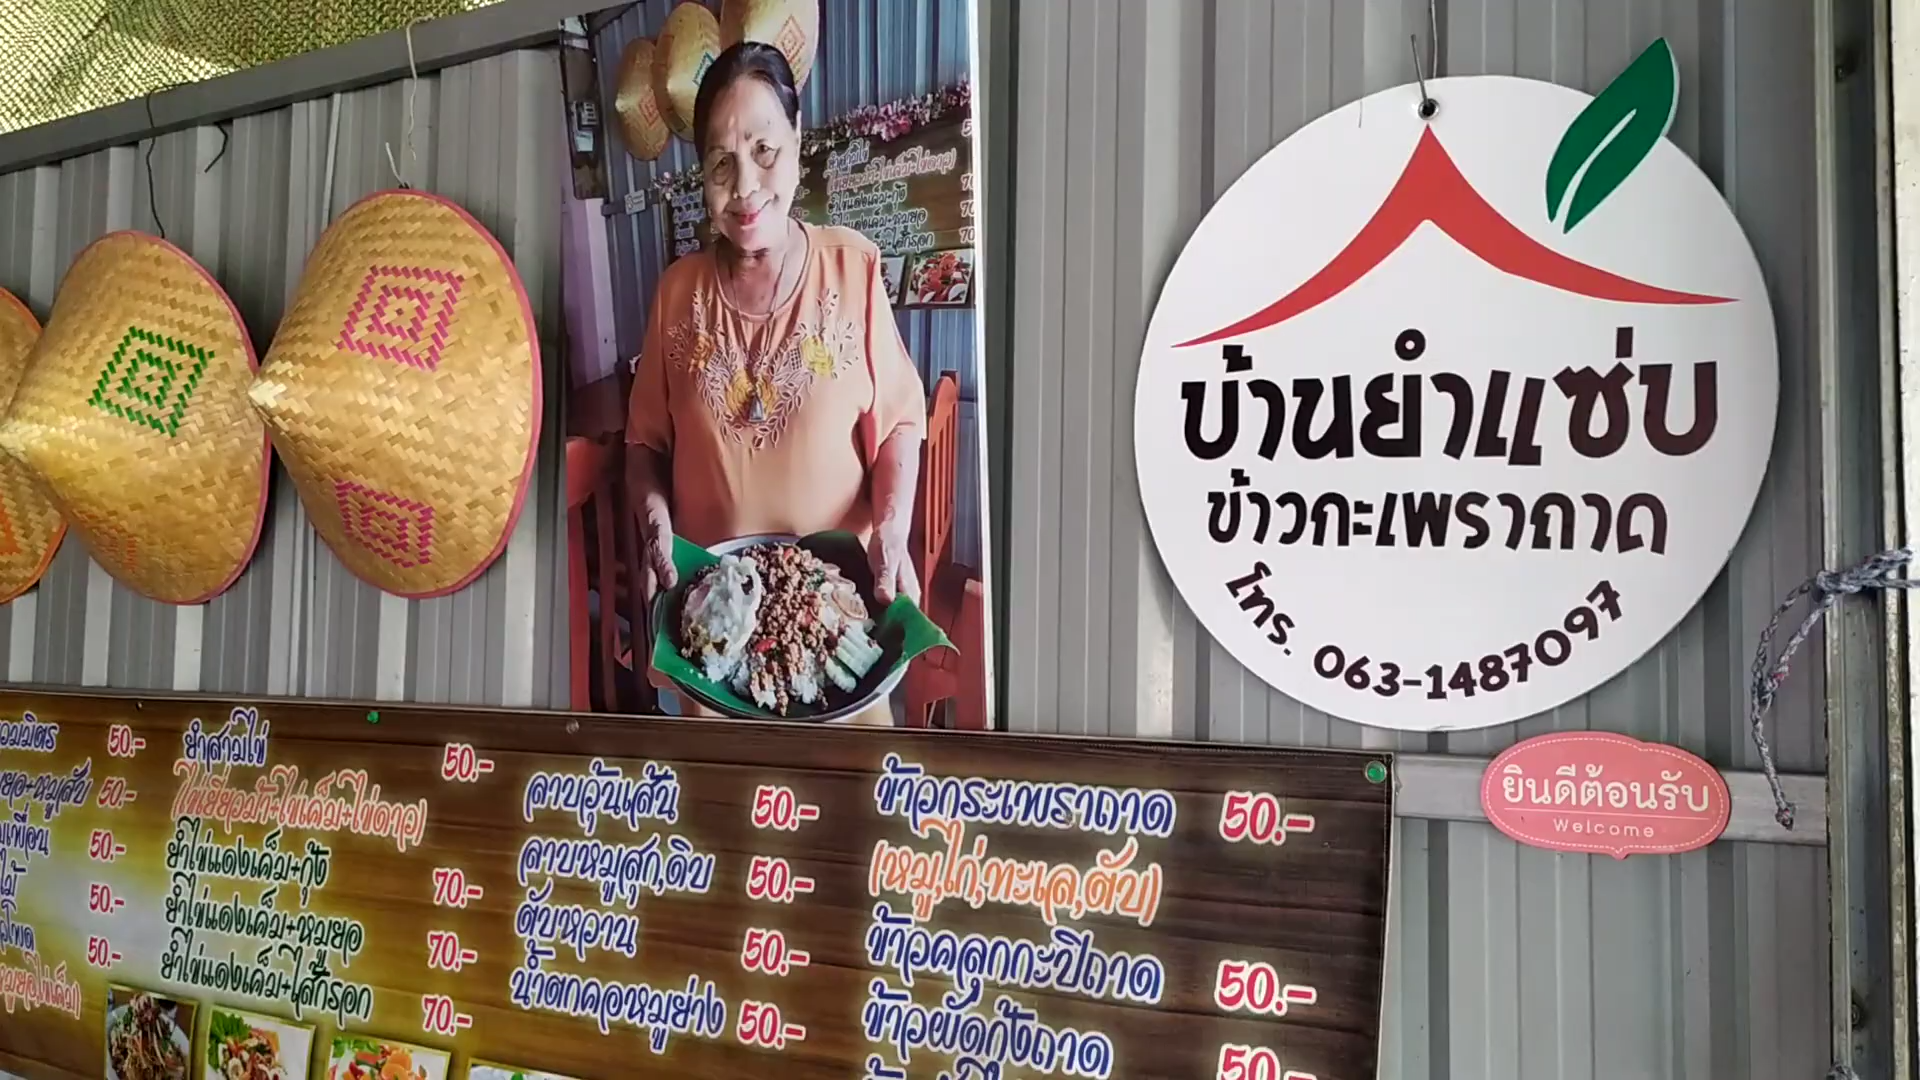 บ้านยำแซ่บ
ข้าวกะเพราถาด
โทร. 063-1487097
ยินดีต้อนรับ
Welcome
50.-
หมูสับ 50.-
50.-
50.-
50.-
ยำสามไข่ 50.-
(ไข่เยี่ยวม้า+ไข่เค็ม+ไข่ดาว)
ยำไข่แดงเค็ม+กุ้ง 70.-
ยำไข่แดงเค็ม+หมูยอ 70.-
ยำไข่แดงเค็ม+ไส้กรอก 70.-
ลาบวุ้นเส้น 50.-
ลาบหมูสุก,ดิบ 50.-
ตับหวาน 50.-
น้ำตกคอหมูย่าง 50.-
ข้าวกระเพราถาด 50.-
(หมู,ไก่,ทะเล,ตับ)
ข้าวคลุกกะปิถาด 50.-
ข้าวผัดกุ้งถาด 50.-